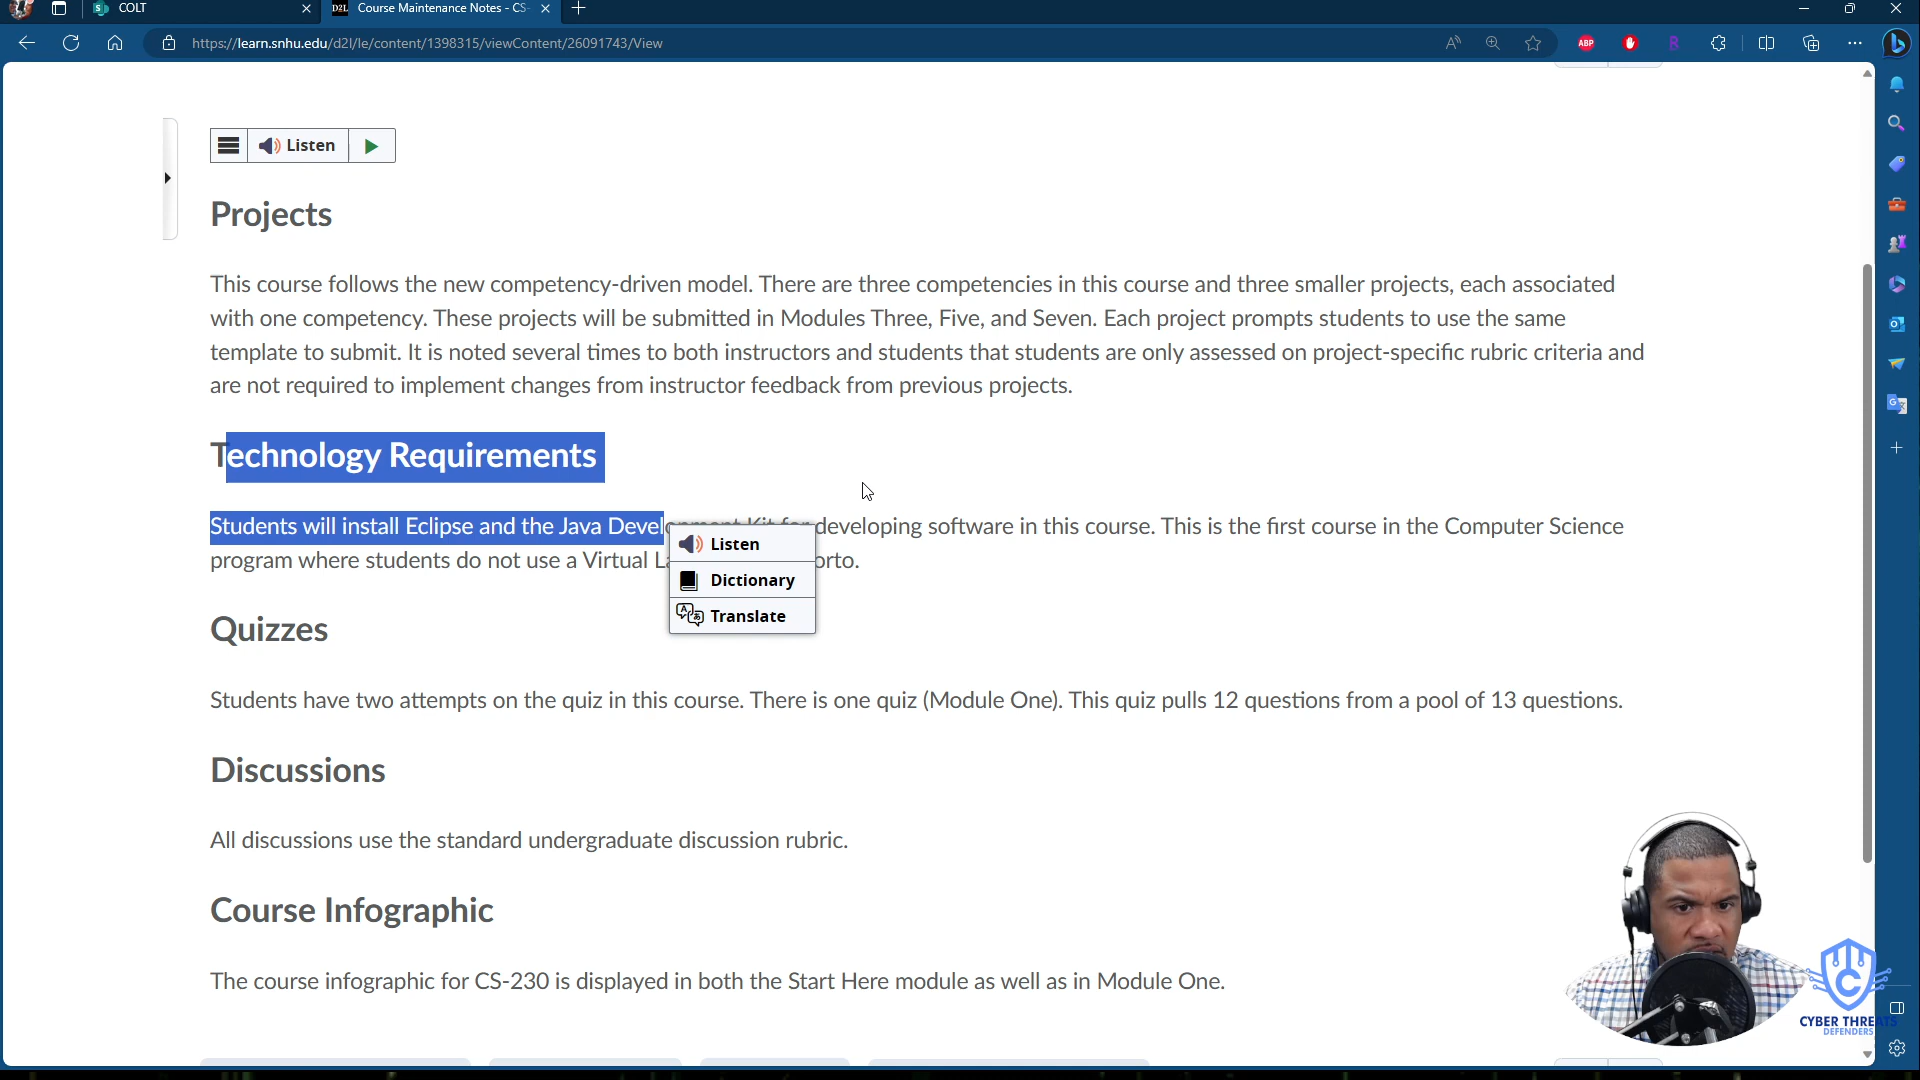 COLT
D2L Course Maintenance Notes - CS-
https://learn.snhu.edu/d2l/le/content/1398315/viewContent/26091743/View
ABP
Listen
Projects
This course follows the new competency-driven model. There are three competencies in this course and three smaller projects, each associated
with one competency. These projects will be submitted in Modules Three, Five, and Seven. Each project prompts students to use the same
template to submit. It is noted several times to both instructors and students that students are only assessed on project-specific rubric criteria and
are not required to implement changes from instructor feedback from previous projects.
Technology Requirements
Students will install Eclipse and the Java Development Kit for developing software in this course. This is the first course in the Computer Science
program where students do not use a Virtual orto.
Listen
Dictionary
Translate
Quizzes
Students have two attempts on the quiz in this course. There is one quiz (Module One). This quiz pulls 12 questions from a pool of 13 questions.
Discussions
All discussions use the standard undergraduate discussion rubric.
Course Infographic
The course infographic for CS-230 is displayed in both the Start Here module as well as in Module One.
CYBER THREATS
DEFENDERS